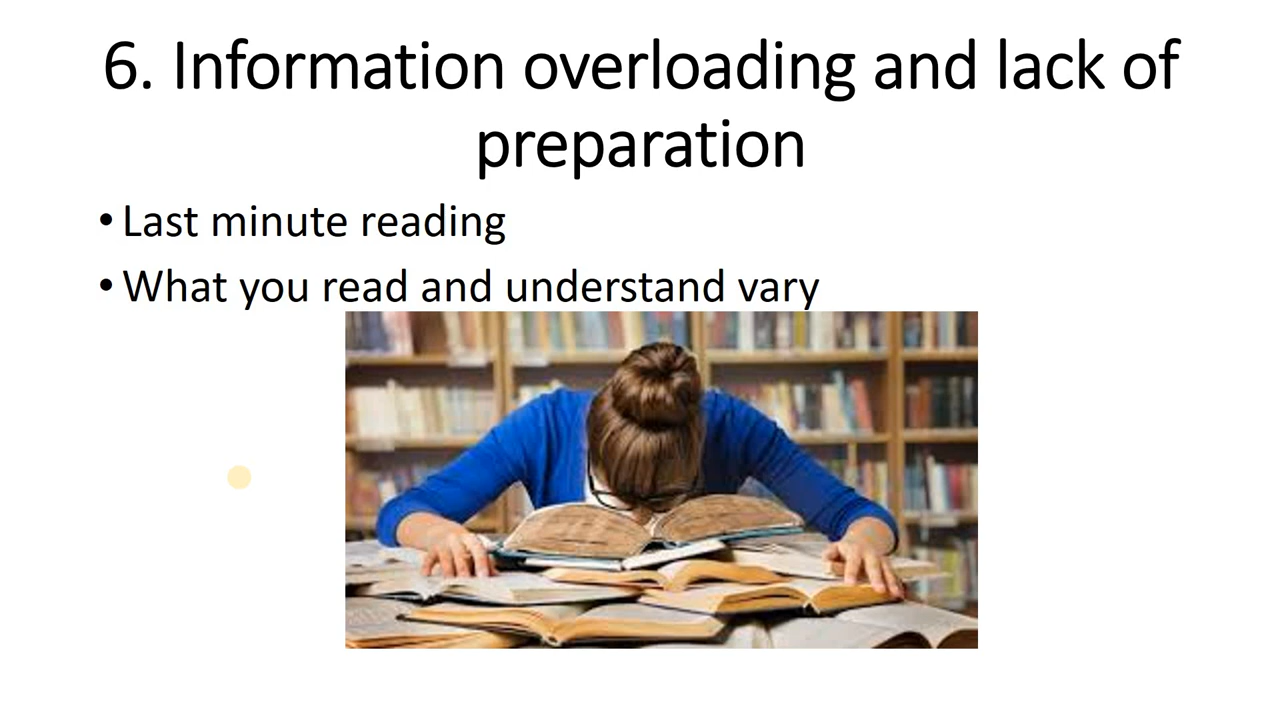 6. Information overloading and lack of
preparation
• Last minute reading
• What you read and understand vary